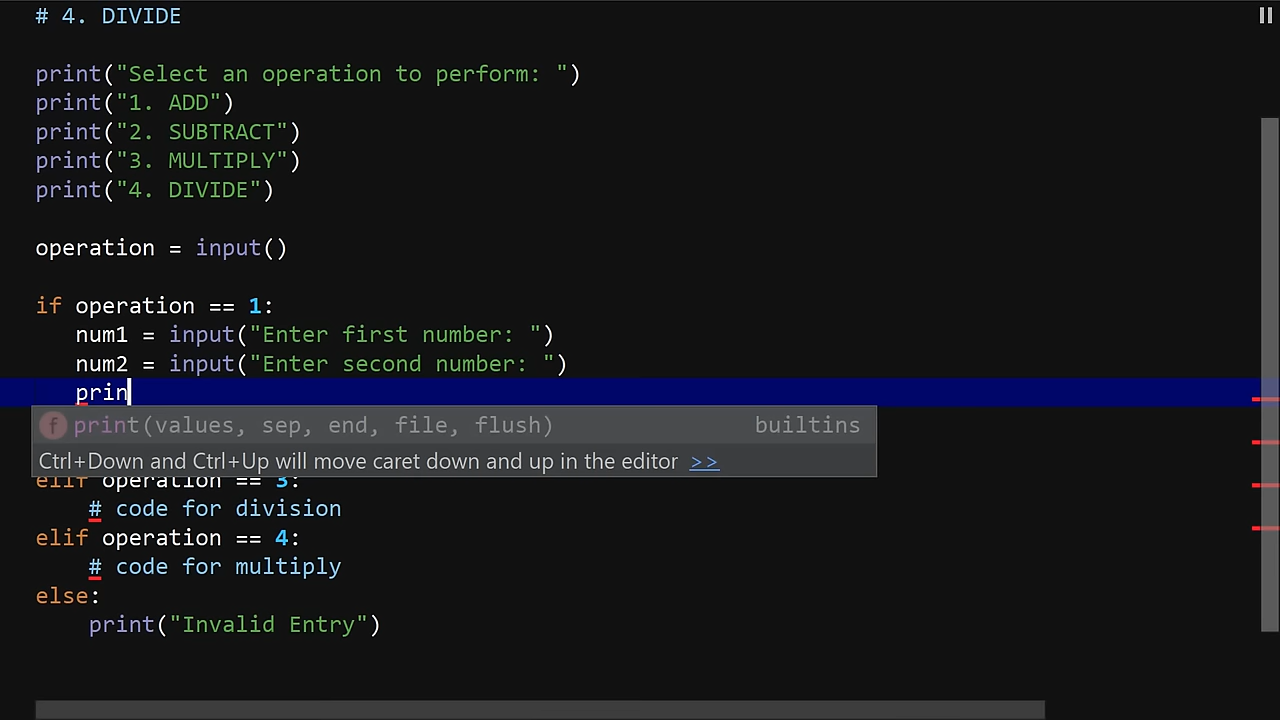 # 4. DIVIDE
print("Select an operation to perform: ")
print("1. ADD")
print("2. SUBTRACT")
print("3. MULTIPLY")
print("4. DIVIDE")
operation = input()
if operation == 1:
num1 = input("Enter first number: ")
num2 = input("Enter second number: ")
prin
f print(values, sep, end, file, flush) builtins
Ctrl+Down and Ctrl+Up will move caret down and up in the editor >>
elif operation == 3:
# code for division
elif operation == 4:
# code for multiply
else:
print("Invalid Entry")